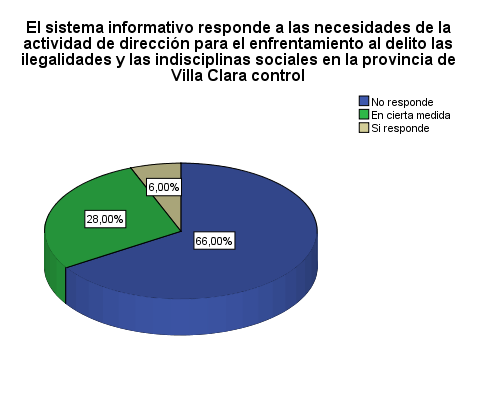 El sistema informativo responde a las necesidades de la
actividad de dirección para el enfrentamiento al delito las
ilegalidades y las indisciplinas sociales en la provincia de
Villa Clara control
No responde
En cierta medida
Si responde
6,00%
28,00%
66,00%